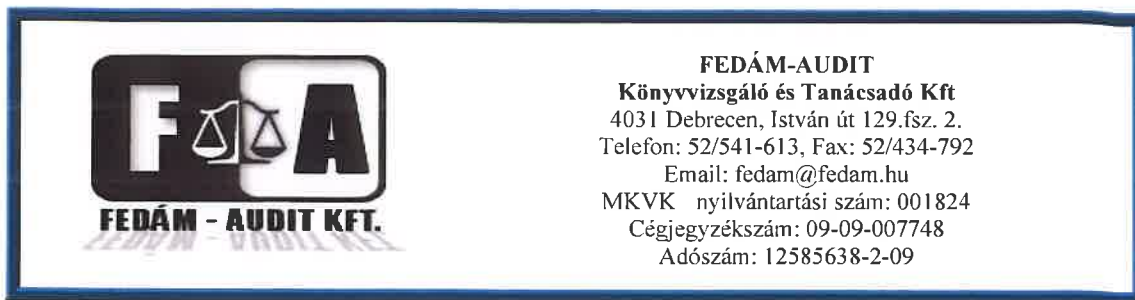 F A
FEDÁM - AUDIT KFT.
FEDÁM-AUDIT
Könyvvizsgáló és Tanácsadó Kft
4031 Debrecen, István út 129.fsz. 2.
Telefon: 52/541-613, Fax: 52/434-792
Email: fedam@fedam.hu
MKVK nyilvántartási szám: 001824
Cégjegyzékszám: 09-09-007748
Adószám: 12585638-2-09